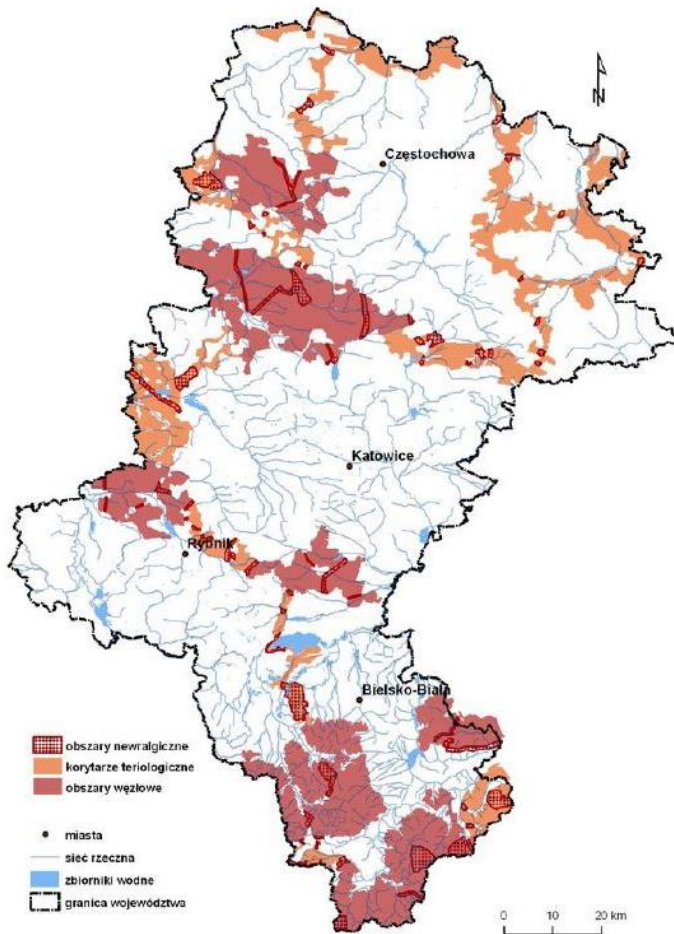 N
Częstochowa
Katowice
Rybnik
Bielsko-Biała
obszary newralgiczne
korytarze teriologiczne
obszary węzłowe
miasta
sieć rzeczna
zbiorniki wodne
granica województwa
0 10 20 km